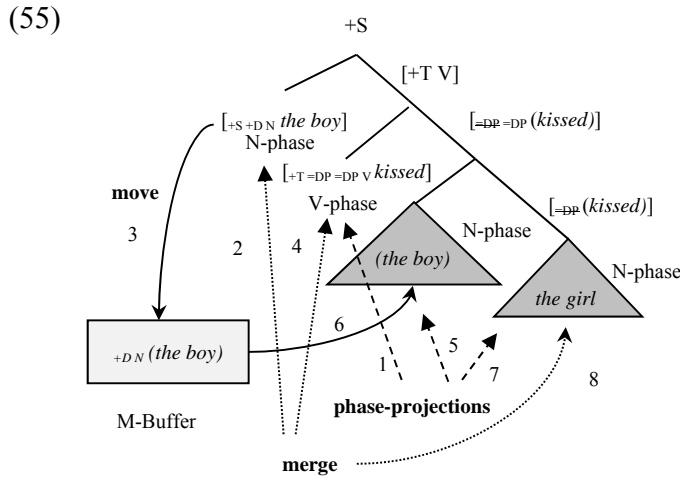 (55)
+S
[+T V]
[+S +D N the boy]
N-phase
[=DP =DP (kissed)]
move
[+T =DP =DP V kissed]
V-phase
[=DP (kissed)]
3
2
4
N-phase
(the boy)
N-phase
the girl
+D N (the boy)
6
1
5
7
8
phase-projections
M-Buffer
merge